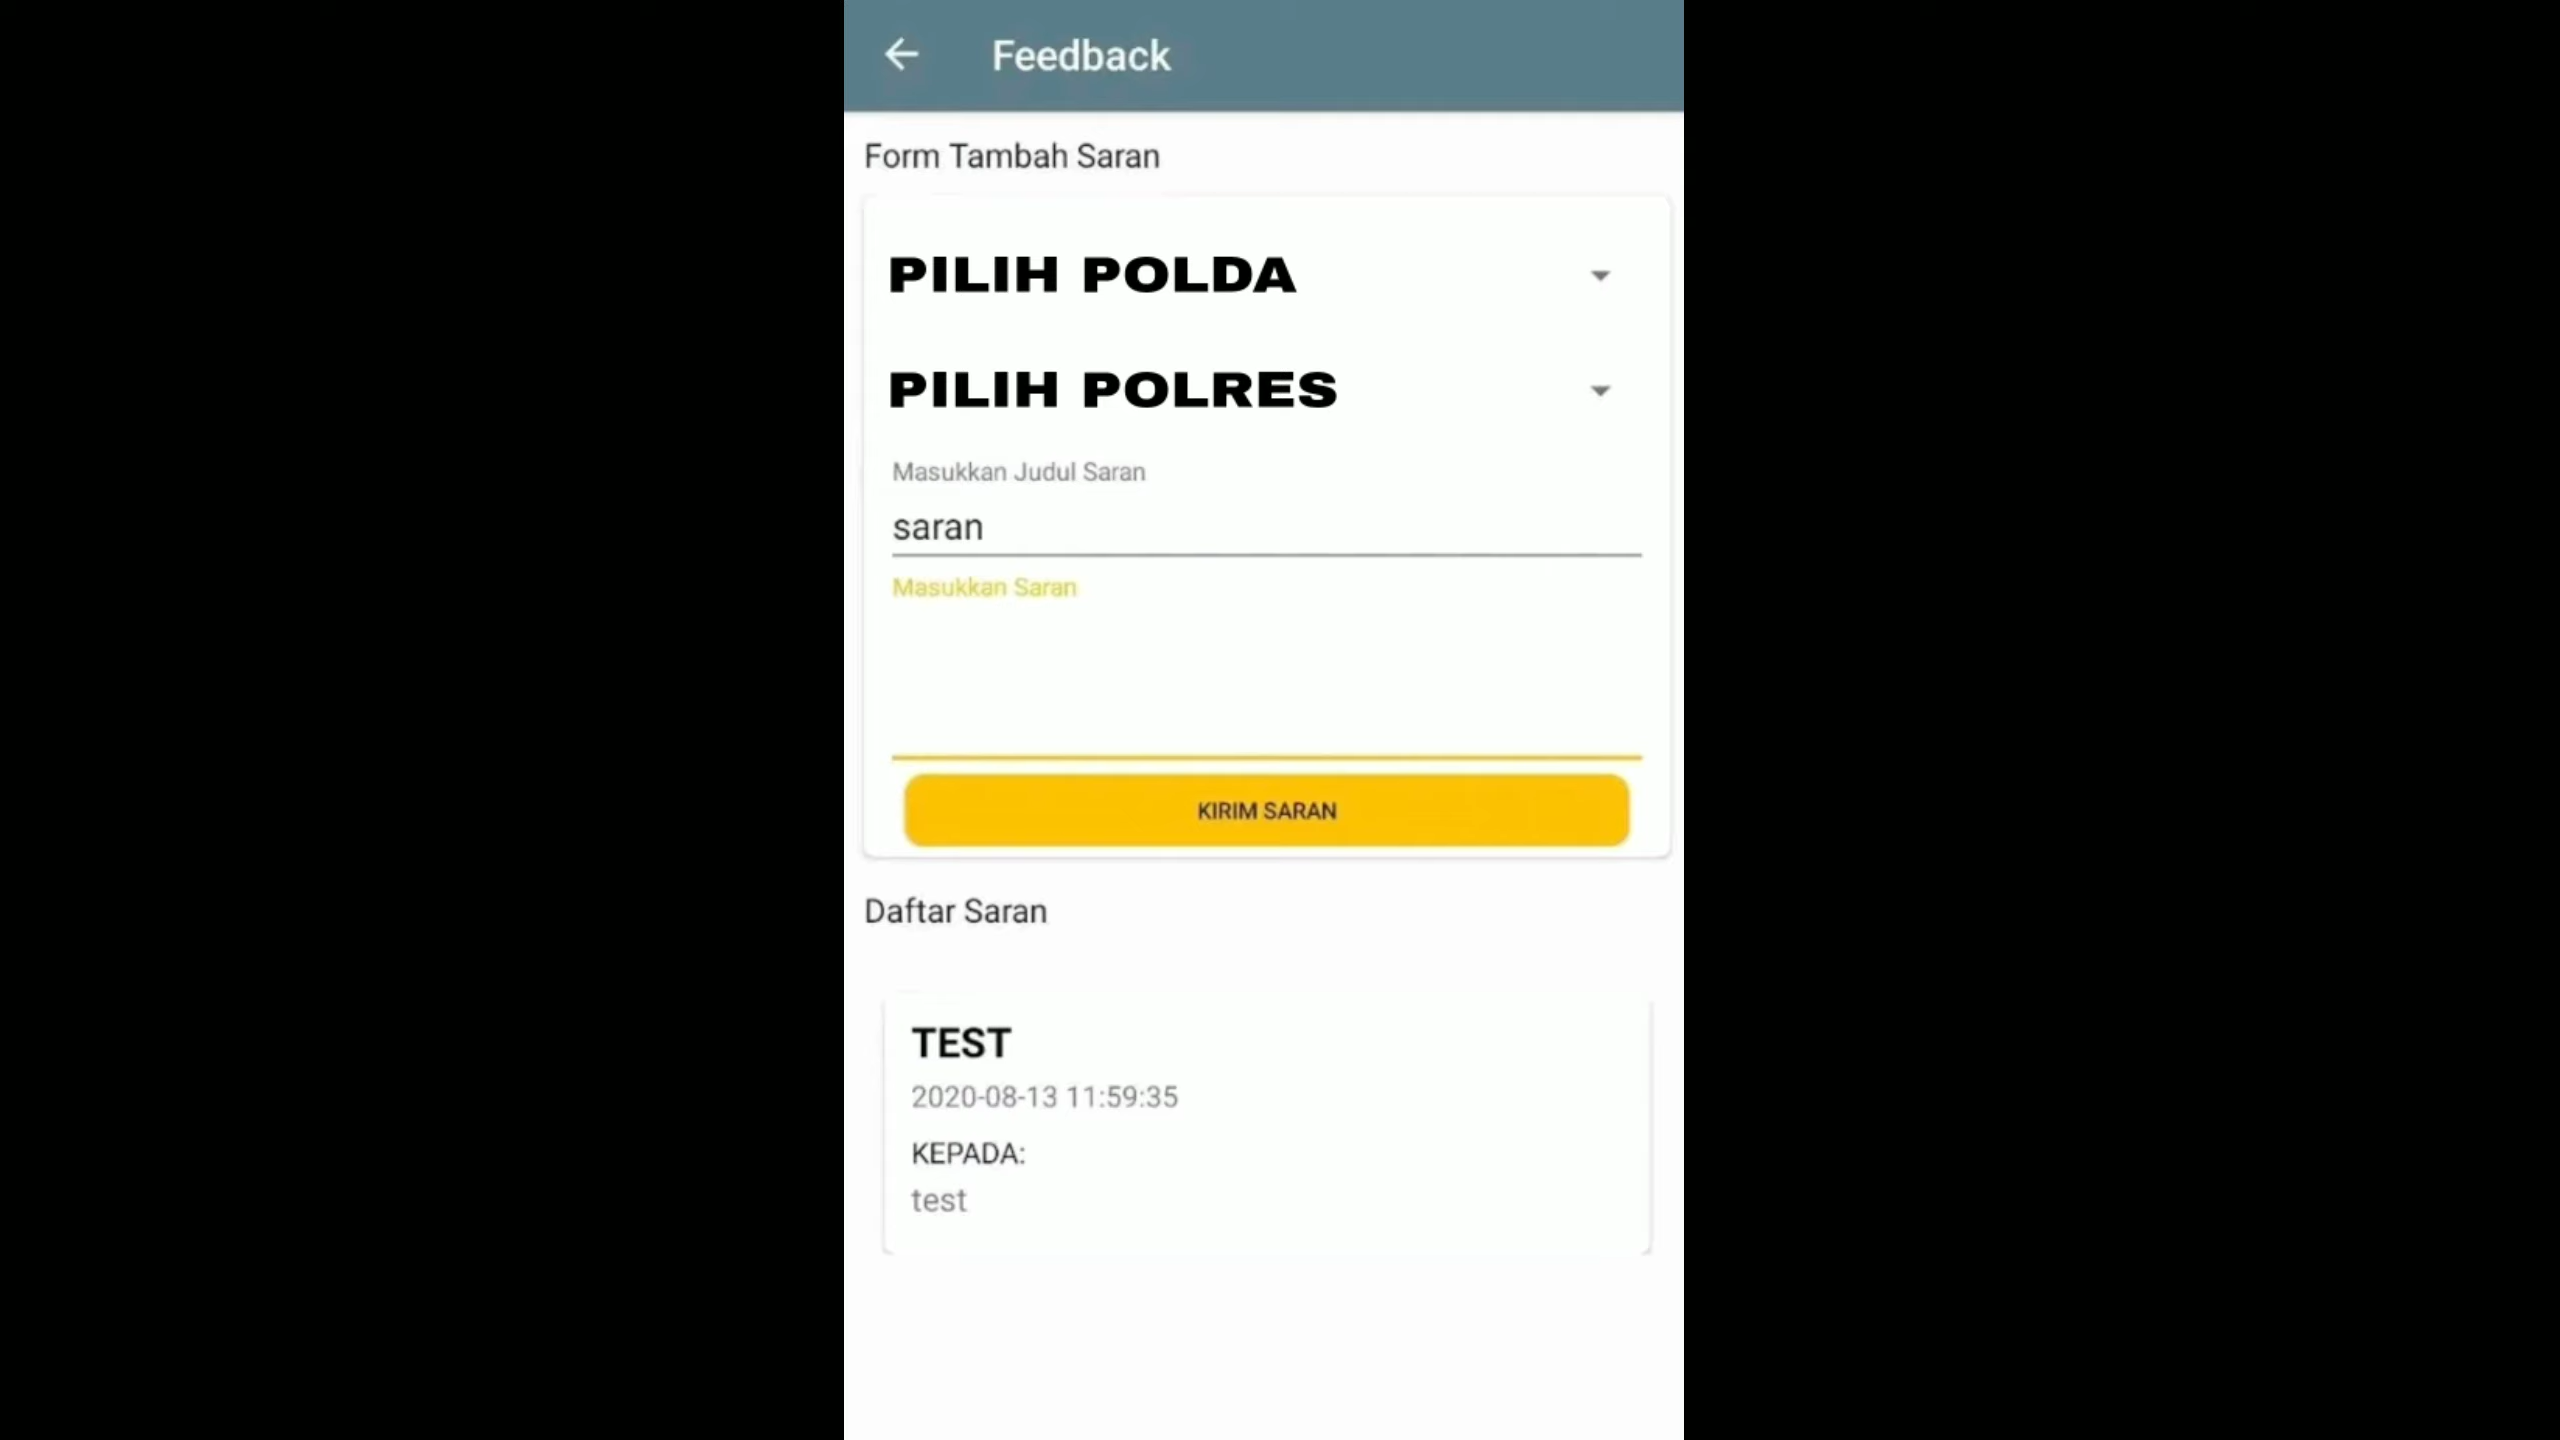 Feedback
Form Tambah Saran
PILIH POLDA
PILIH POLRES
Masukkan Judul Saran
saran
Masukkan Saran
KIRIM SARAN
Daftar Saran
TEST
2020-08-13 11:59:35
KEPADA:
test